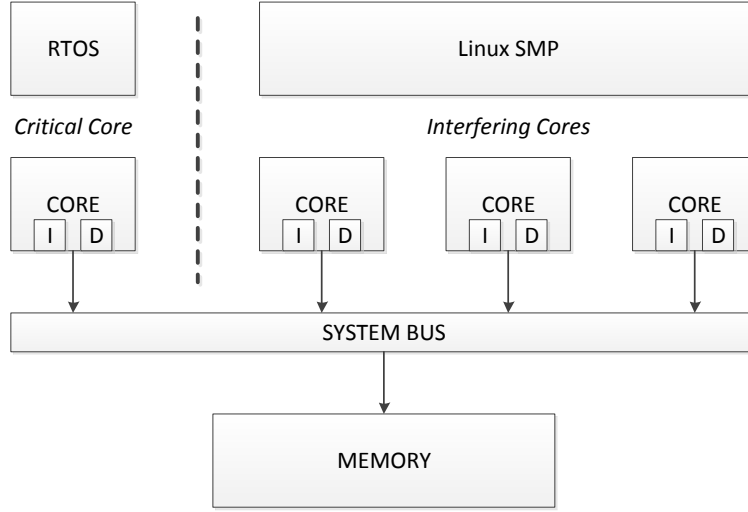 RTOS
Linux SMP
Critical Core
Interfering Cores
CORE
I D
CORE
I D
CORE
I D
CORE
I D
SYSTEM BUS
MEMORY